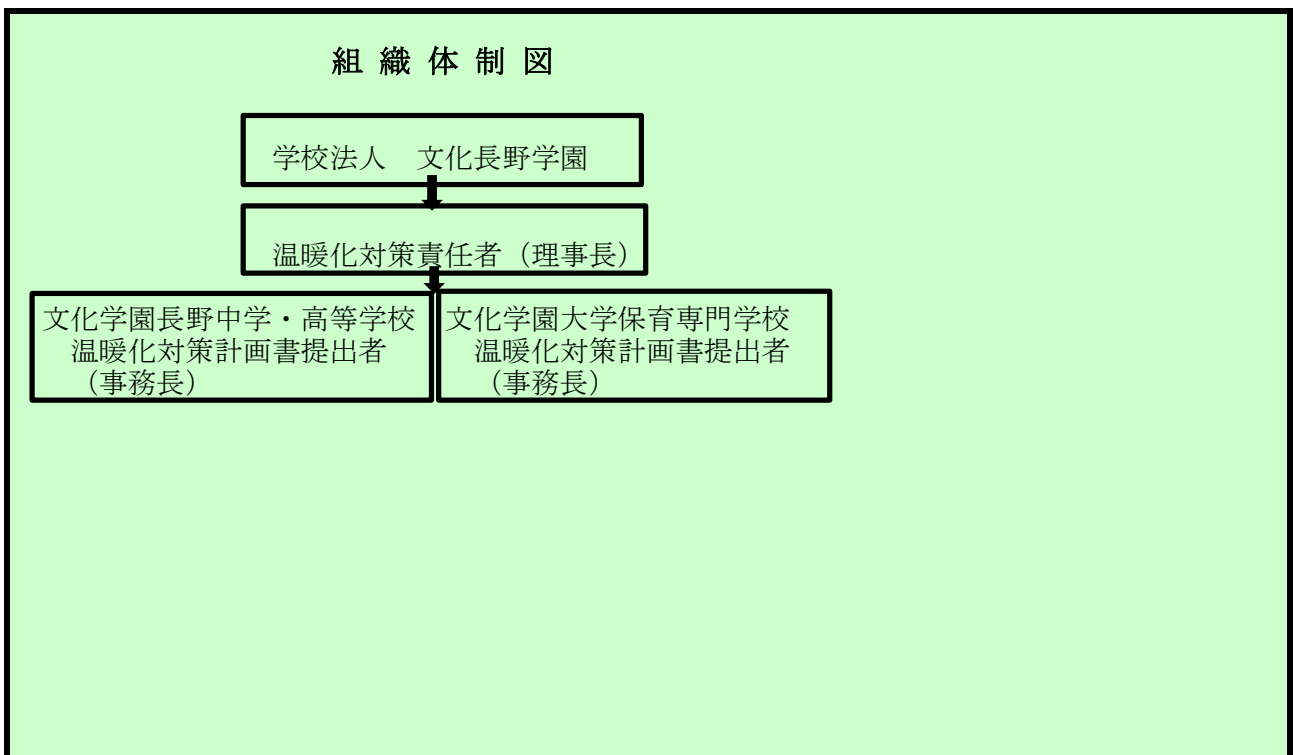 組 織 体 制 図
学校法人　文化長野学園
温暖化対策責任者（理事長）
文化学園長野中学・高等学校
温暖化対策計画書提出者
（事務長）
文化学園大学保育専門学校
温暖化対策計画書提出者
（事務長）